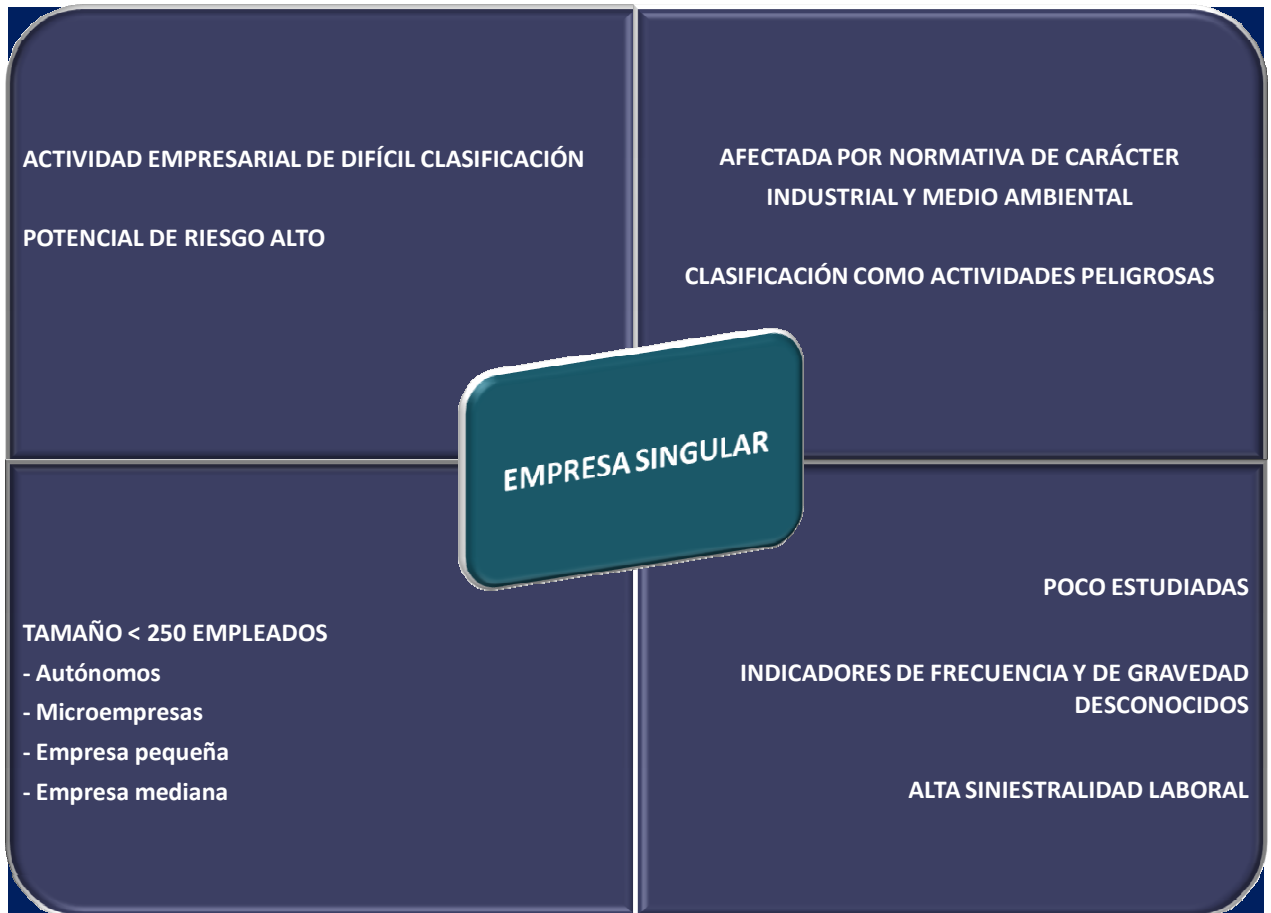 ACTIVIDAD EMPRESARIAL DE DIFÍCIL CLASIFICACIÓN
POTENCIAL DE RIESGO ALTO
AFECTADA POR NORMATIVA DE CARÁCTER
INDUSTRIAL Y MEDIO AMBIENTAL
CLASIFICACIÓN COMO ACTIVIDADES PELIGROSAS
EMPRESA SINGULAR
TAMAÑO < 250 EMPLEADOS
- Autónomos
- Microempresas
- Empresa pequeña
- Empresa mediana
POCO ESTUDIADAS
INDICADORES DE FRECUENCIA Y DE GRAVEDAD
DESCONOCIDOS
ALTA SINIESTRALIDAD LABORAL